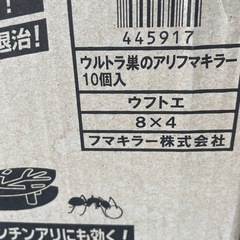 退治!
445917
ウルトラ巣のアリフマキラー
10個入
ウフトエ
8×4
フマキラー株式会社
チンアリにも効く!